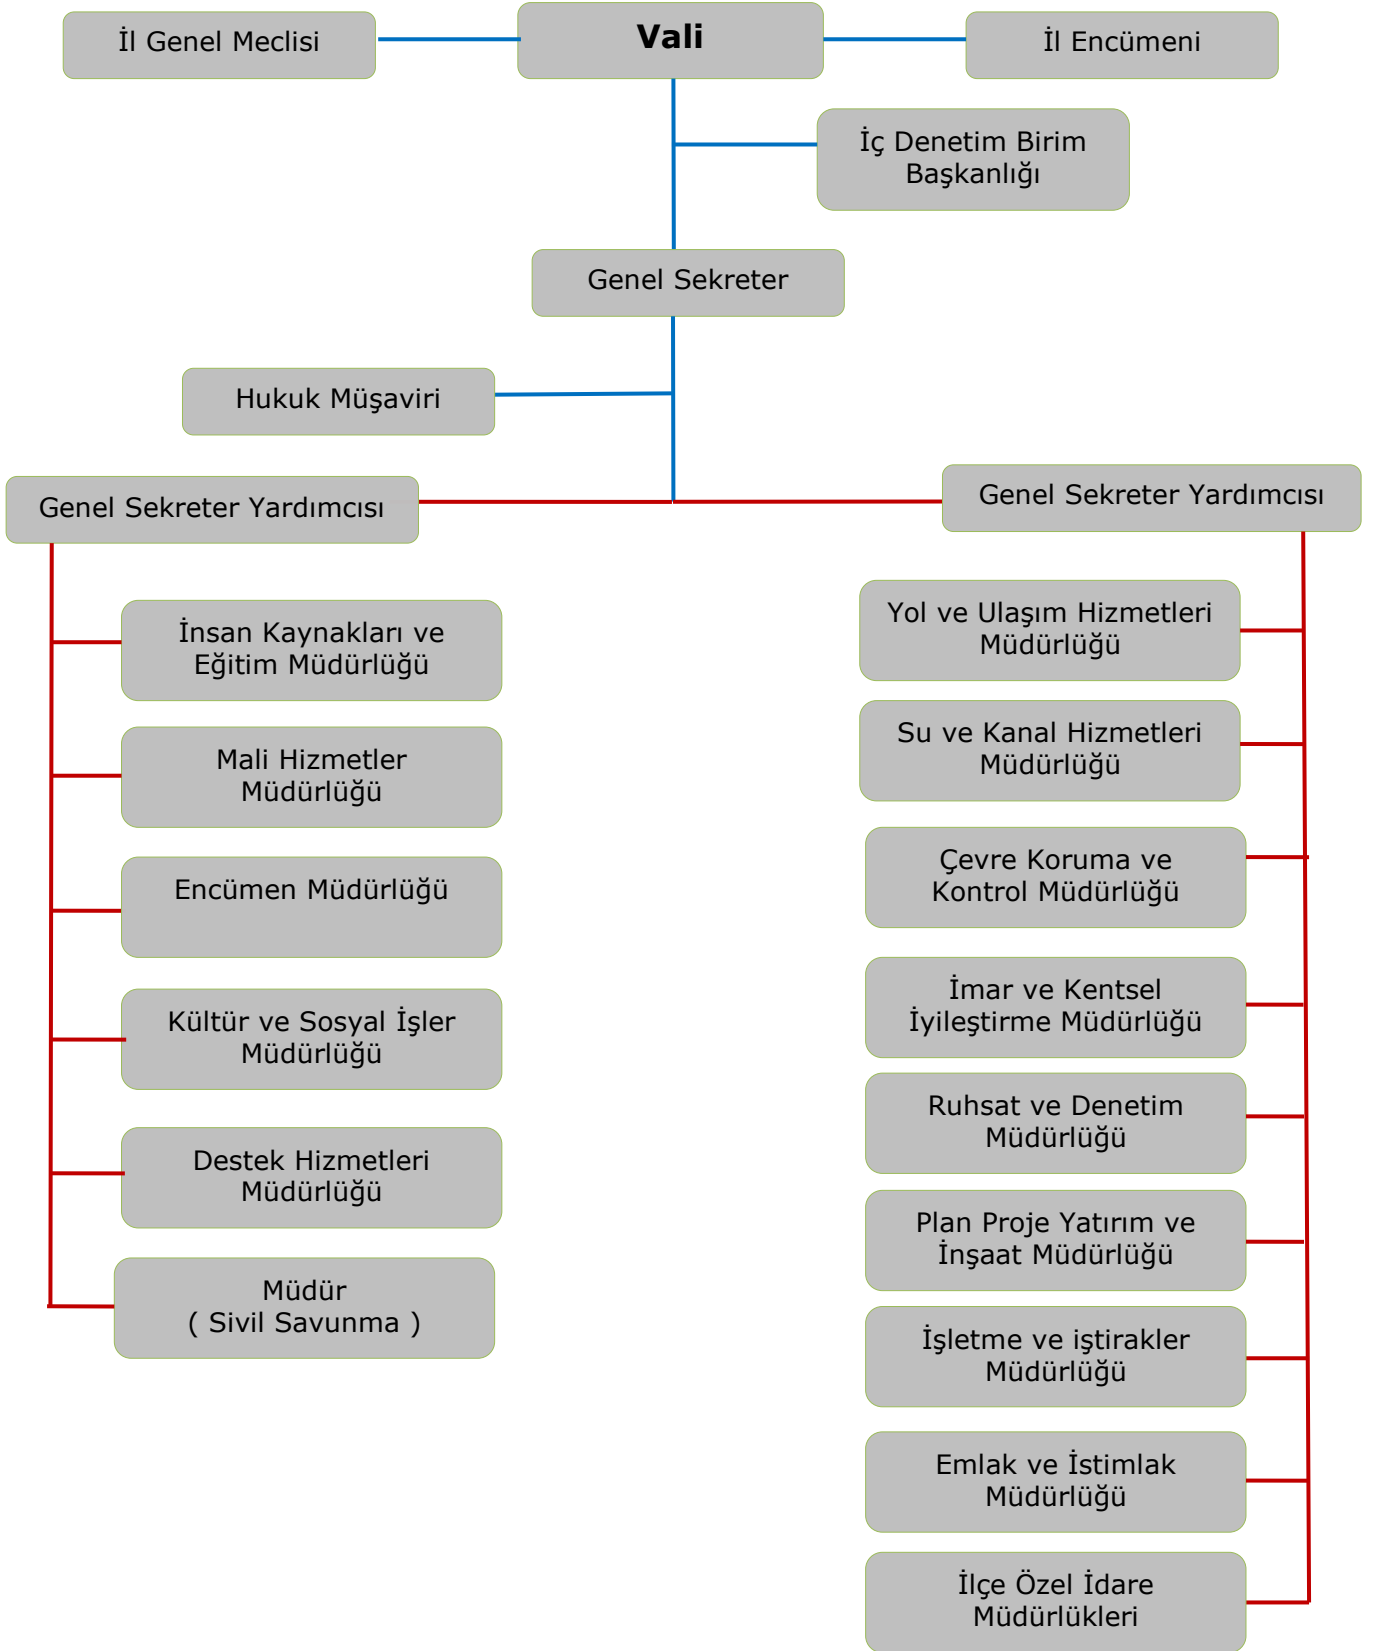 İl Genel Meclisi
Vali
İl Encümeni
İç Denetim Birim
Başkanlığı
Genel Sekreter
Hukuk Müşaviri
Genel Sekreter Yardımcısı
Genel Sekreter Yardımcısı
İnsan Kaynakları ve
Eğitim Müdürlüğü
Mali Hizmetler
Müdürlüğü
Encümen Müdürlüğü
Kültür ve Sosyal İşler
Müdürlüğü
Destek Hizmetleri
Müdürlüğü
Müdür
( Sivil Savunma )
Yol ve Ulaşım Hizmetleri
Müdürlüğü
Su ve Kanal Hizmetleri
Müdürlüğü
Çevre Koruma ve
Kontrol Müdürlüğü
İmar ve Kentsel
İyileştirme Müdürlüğü
Ruhsat ve Denetim
Müdürlüğü
Plan Proje Yatırım ve
İnşaat Müdürlüğü
İşletme ve iştirakler
Müdürlüğü
Emlak ve İstimlak
Müdürlüğü
İlçe Özel İdare
Müdürlükleri